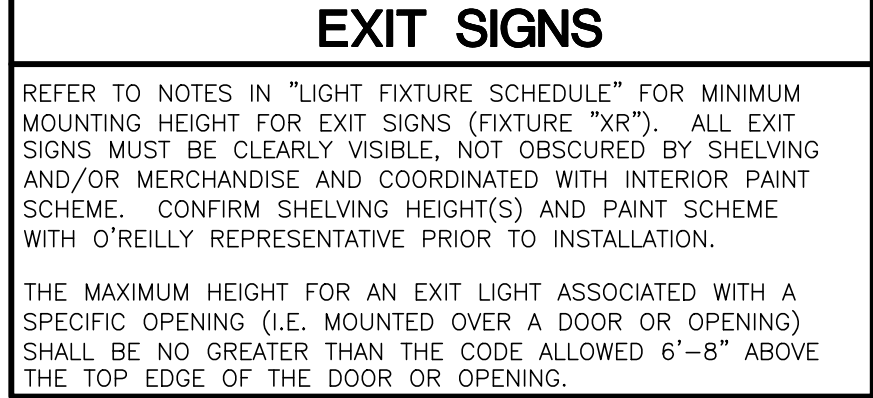 EXIT SIGNS
REFER TO NOTES IN "LIGHT FIXTURE SCHEDULE" FOR MINIMUM
MOUNTING HEIGHT FOR EXIT SIGNS (FIXTURE "XR"). ALL EXIT
SIGNS MUST BE CLEARLY VISIBLE, NOT OBSCURED BY SHELVING
AND/OR MERCHANDISE AND COORDINATED WITH INTERIOR PAINT
SCHEME. CONFIRM SHELVING HEIGHT(S) AND PAINT SCHEME
WITH O'REILLY REPRESENTATIVE PRIOR TO INSTALLATION.
THE MAXIMUM HEIGHT FOR AN EXIT LIGHT ASSOCIATED WITH A
SPECIFIC OPENING (I.E. MOUNTED OVER A DOOR OR OPENING)
SHALL BE NO GREATER THAN THE CODE ALLOWED 6'-8" ABOVE
THE TOP EDGE OF THE DOOR OR OPENING.